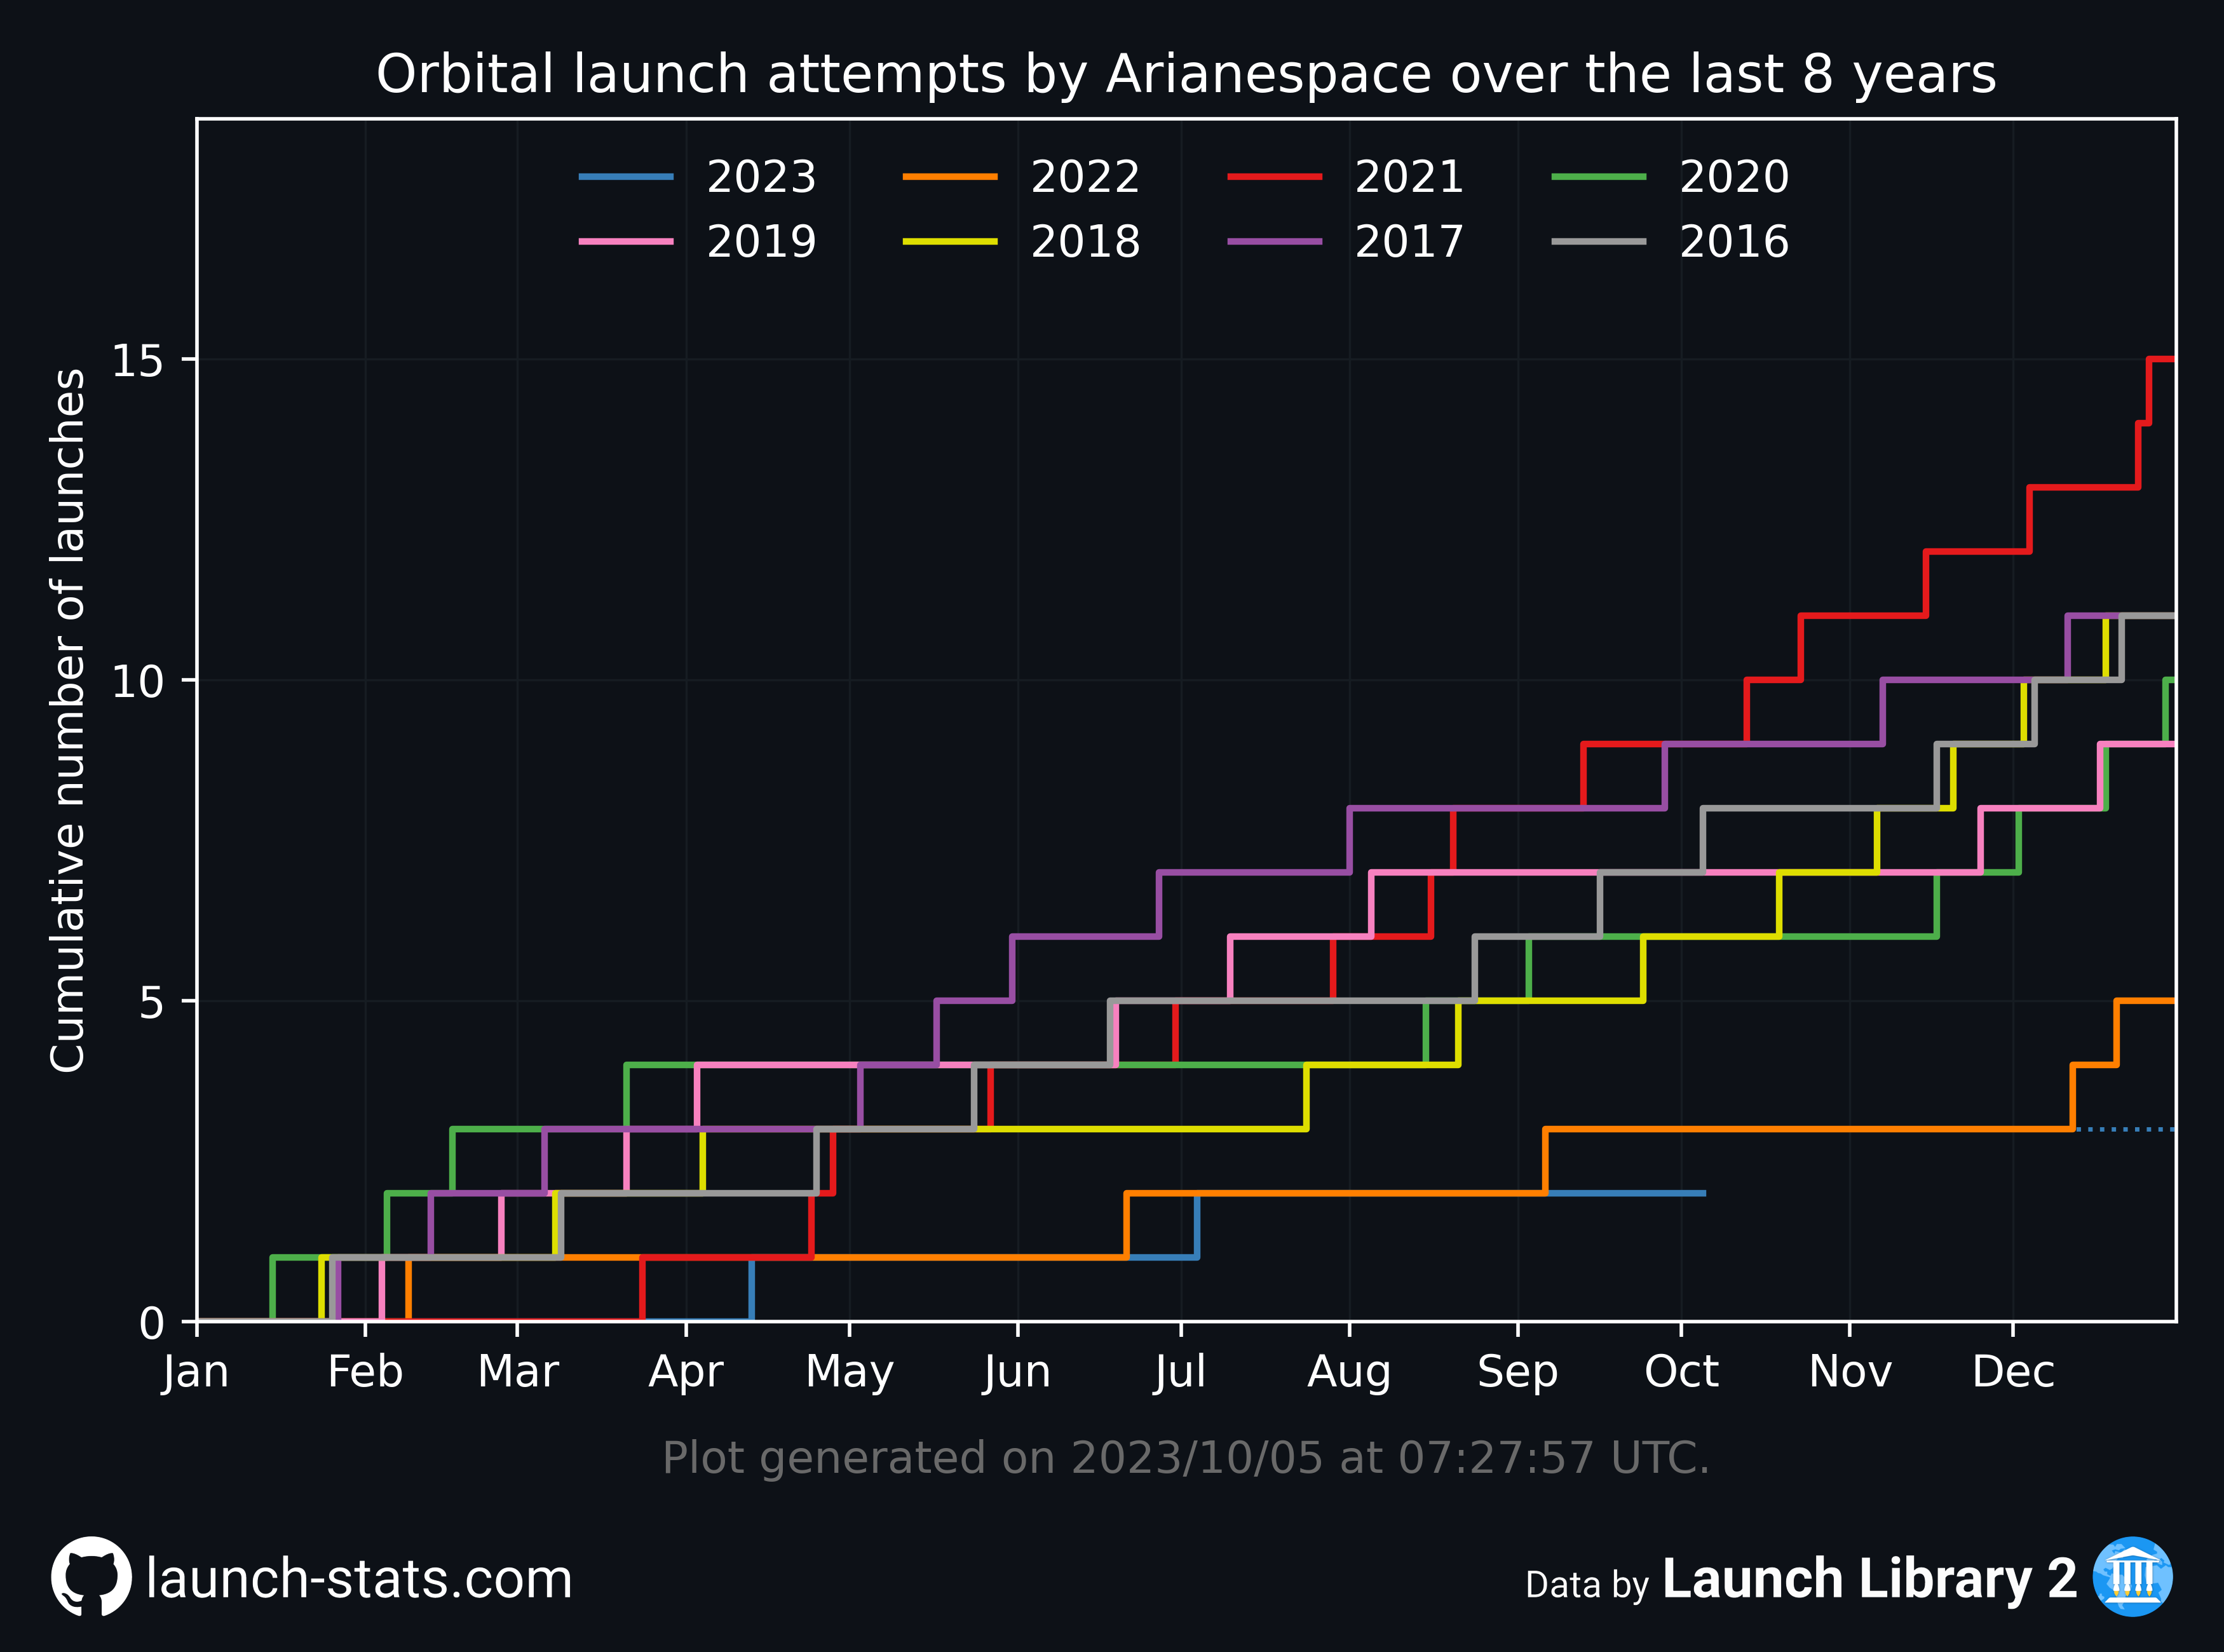 Orbital launch attempts by Arianespace over the last 8 years
2023 2022 2021 2020
2019 2018 2017 2016
Cumulative number of launches
15
10
5
0
Jan Feb Mar Apr May Jun Jul Aug Sep Oct Nov Dec
Plot generated on 2023/10/05 at 07:27:57 UTC.
launch-stats.com
Data by Launch Library 2